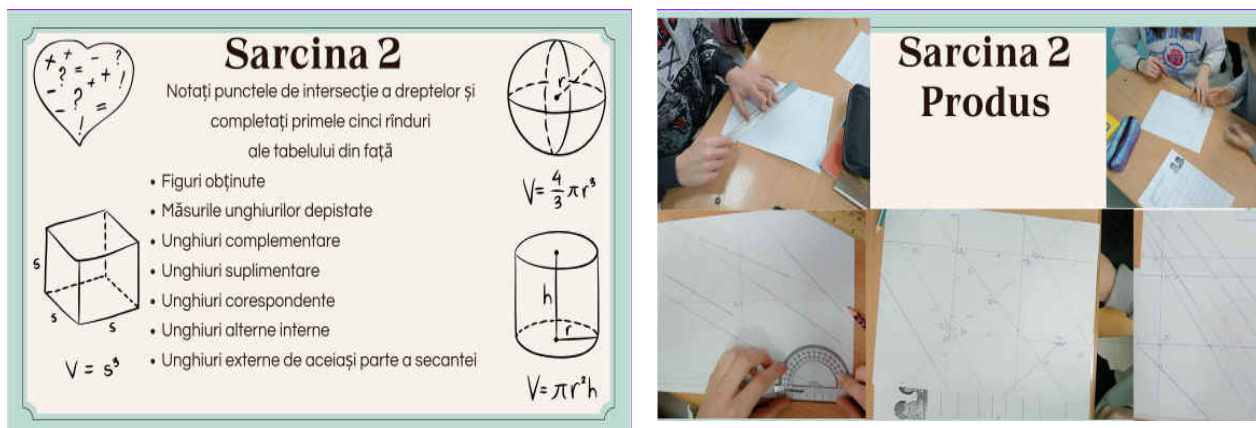 Sarcina 2
Notați punctele de intersecție a dreptelor și
completați primele cinci rînduri
ale tabelului din față
• Figuri obținute
• Măsurile unghiurilor depistate
• Unghiuri complementare
• Unghiuri suplimentare
• Unghiuri corespondente
• Unghiuri alterne interne
• Unghiuri externe de aceiași parte a secantei
+ + - ?
? = + + !
- ? =
- !
r
V = 4/3 π r³
s
s
s
V = s³
h
r
V = π r² h
Sarcina 2
Produs